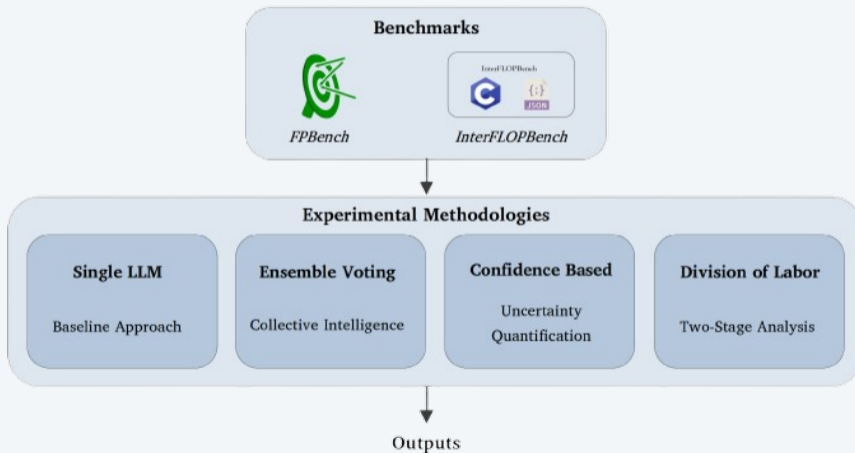 Benchmarks
InterFLOPBench
{;}
JSON
C
FPBench
InterFLOPBench
Experimental Methodologies
Single LLM
Baseline Approach
Ensemble Voting
Collective Intelligence
Confidence Based
Uncertainty
Quantification
Division of Labor
Two-Stage Analysis
Outputs